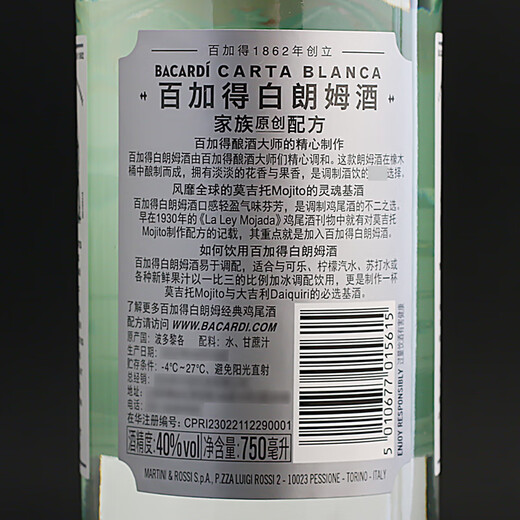 百加得1862年创立
BACARDÍ CARTA BLANCA
百加得白朗姆酒
家族原创配方
百加得酿酒大师的精心制作
百加得白朗姆酒由百加得酿酒大师们精心调和。这款朗姆酒在橡木
桶中酿制而成，拥有淡淡的花香与果香，是调制酒饮的 选择。
风靡全球的莫吉托Mojito的灵魂基酒
百加得白朗姆酒口感轻盈气味芬芳，是调制鸡尾酒的不二之选。
早在1930年的《La Ley Mojada》鸡尾酒刊物中就有对莫吉托
Mojito制作配方的记载，其重点就是加入百加得白朗姆酒
如何饮用百加得白朗姆酒
百加得白朗姆酒易于调配，适合与可乐、柠檬汽水、苏打水或
各种新鲜果汁以一比三的比例加冰调配饮用，更是制作一杯
莫吉托Mojito与大吉利Daiquiri的必选基酒。
了解更多百加得朗姆酒经典鸡尾酒
配方请访问 WWW.BACARDI.COM
原产国：波多黎各 配料：水、甘蔗汁
生产日期：
贮存条件：-4°C~27°C，避免阳光直射
总经销：
地址：
电话：
在华注册编号：CPRI23022112290001
酒精度:40%vol 净含量:750毫升
MARTINI & ROSSI S.p.A., P.ZZA LUIGI ROSSI 2 - 10023 PESSIONE - TORINO - ITALY
5 010677 015615
ENJOY RESPONSIBLY 过量饮酒有害健康